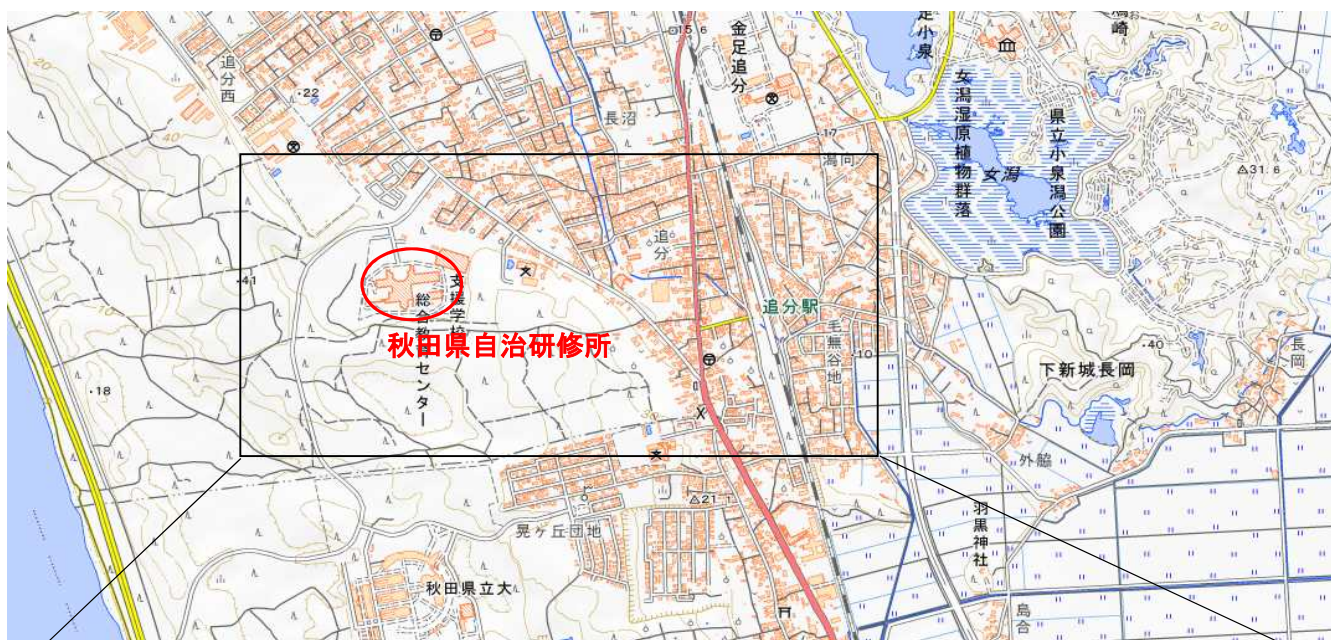 追分西
22
20
40
長沼
15.6
金足追分
足小泉
鳰崎
女潟湿原植物群落
女潟
県立小泉潟公園
31.6
17
潟向
追分
追分駅
毛無谷地
10
41
支援学校
総合教育センター
秋田県自治研修所
18
下新城長岡
40
長岡
外脇
羽黒神社
21.1
晃ヶ丘団地
秋田県立大
島合